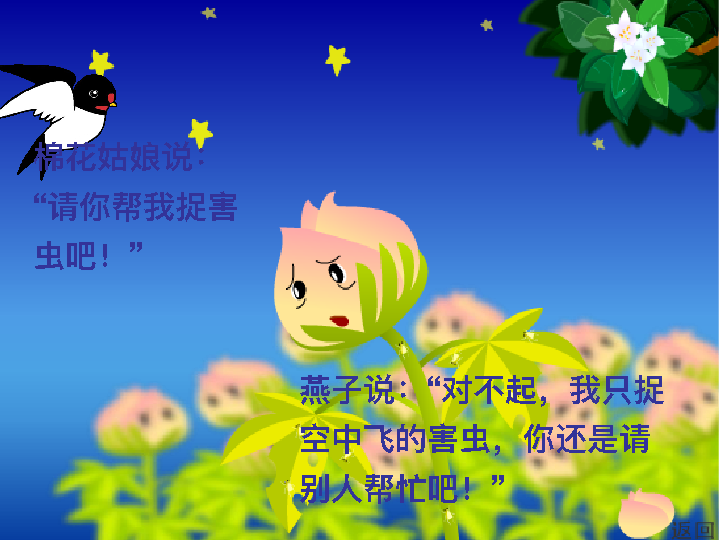 棉花姑娘说：
“请你帮我捉害
虫吧！”
燕子说：“对不起，我只捉
空中飞的害虫，你还是请
别人帮忙吧！”
返回